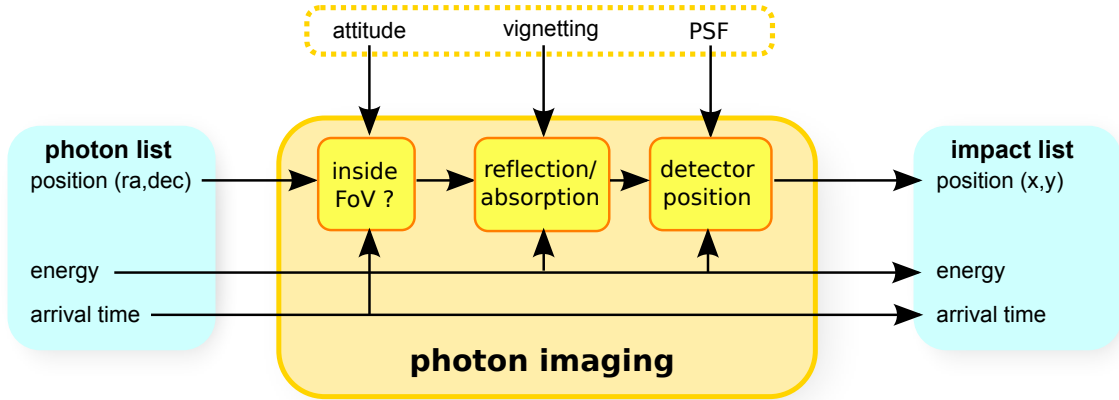 attitude
vignetting
PSF
photon list
position (ra,dec)
energy
arrival time
inside
FoV ?
reflection/
absorption
detector
position
photon imaging
impact list
position (x,y)
energy
arrival time